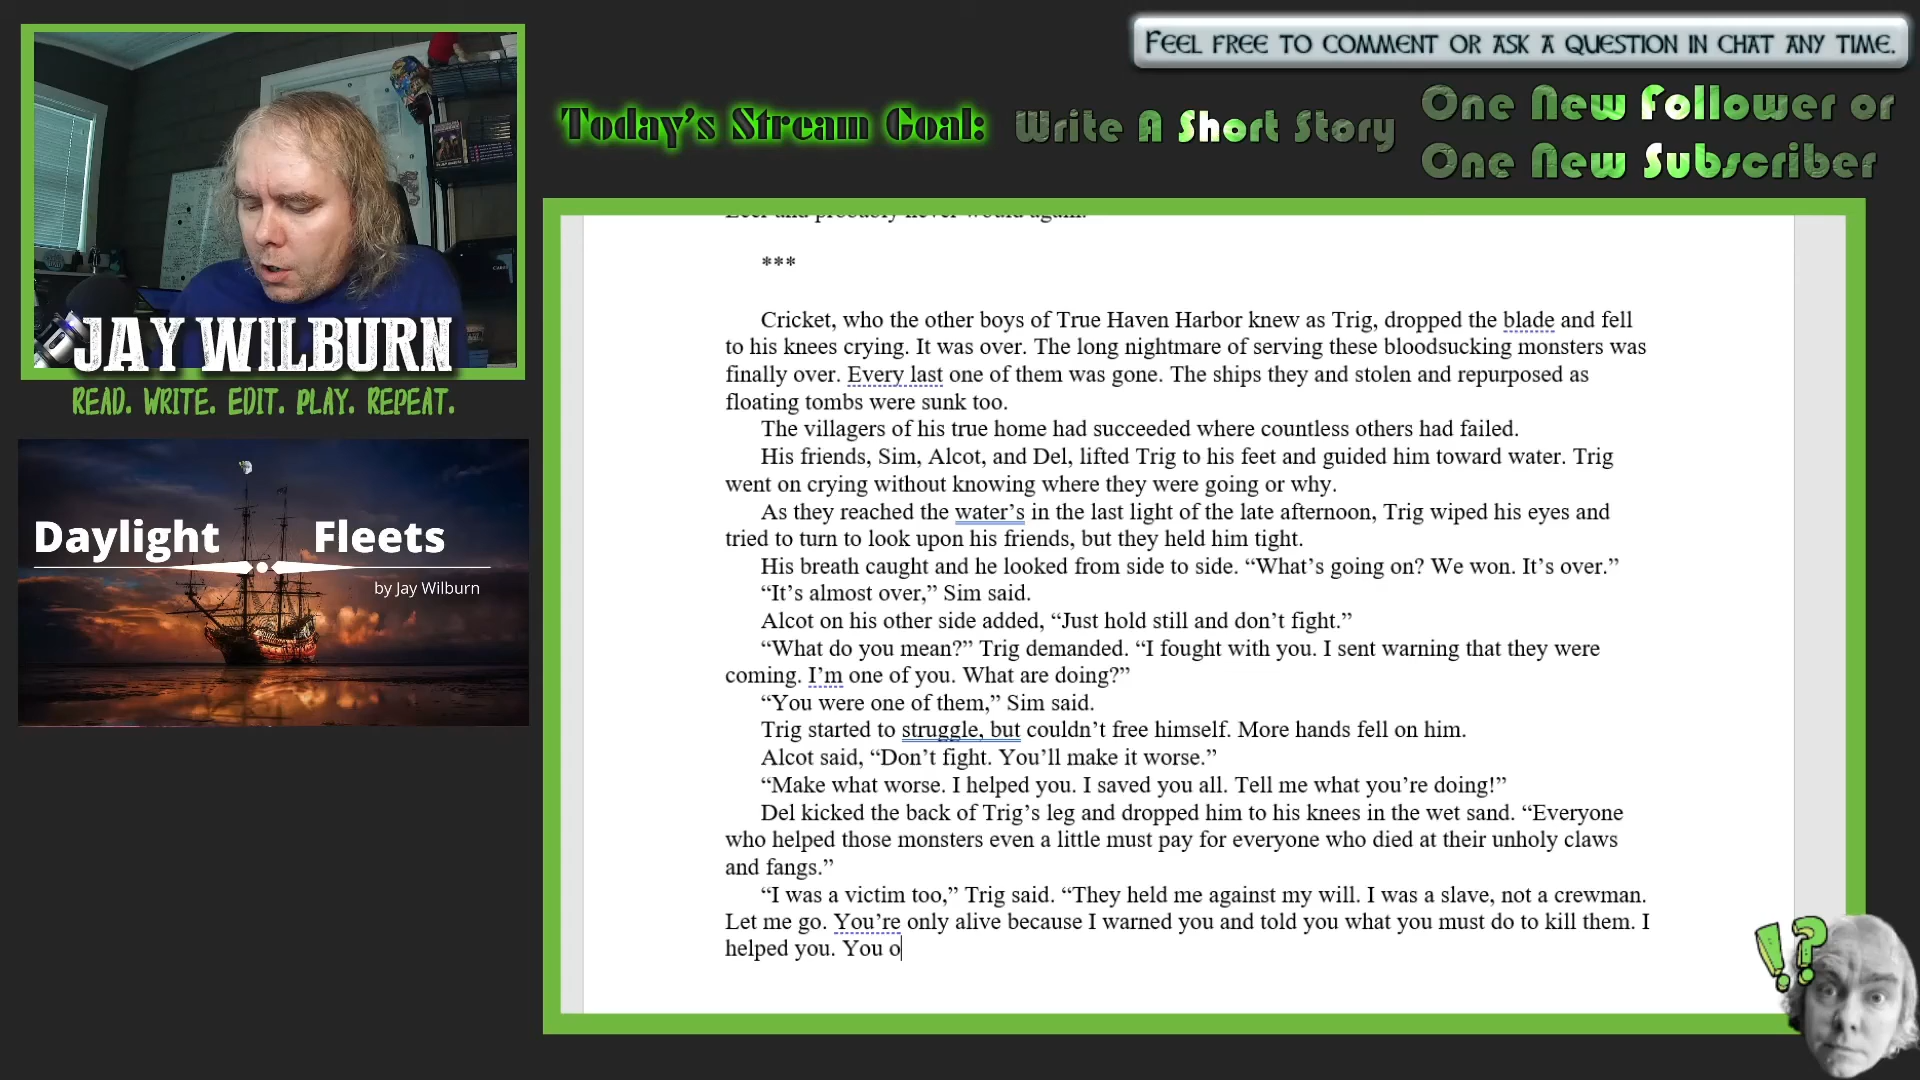 FEEL FREE TO COMMENT OR ASK A QUESTION IN CHAT ANY TIME.
Today's Stream Goal:
Write A Short Story
One New Follower or
One New Subscriber
JAY WILBURN
READ. WRITE. EDIT. PLAY. REPEAT.
Daylight Fleets
by Jay Wilburn
and probably never would again.
***
Cricket, who the other boys of True Haven Harbor knew as Trig, dropped the blade and fell
to his knees crying. It was over. The long nightmare of serving these bloodsucking monsters was
finally over. Every last one of them was gone. The ships they and stolen and repurposed as
floating tombs were sunk too.
The villagers of his true home had succeeded where countless others had failed.
His friends, Sim, Alcot, and Del, lifted Trig to his feet and guided him toward water. Trig
went on crying without knowing where they were going or why.
As they reached the water’s in the last light of the late afternoon, Trig wiped his eyes and
tried to turn to look upon his friends, but they held him tight.
His breath caught and he looked from side to side. “What’s going on? We won. It’s over.”
“It’s almost over,” Sim said.
Alcot on his other side added, “Just hold still and don’t fight.”
“What do you mean?” Trig demanded. “I fought with you. I sent warning that they were
coming. I’m one of you. What are doing?”
“You were one of them,” Sim said.
Trig started to struggle, but couldn’t free himself. More hands fell on him.
Alcot said, “Don’t fight. You’ll make it worse.”
“Make what worse. I helped you. I saved you all. Tell me what you’re doing!”
Del kicked the back of Trig’s leg and dropped him to his knees in the wet sand. “Everyone
who helped those monsters even a little must pay for everyone who died at their unholy claws
and fangs.”
“I was a victim too,” Trig said. “They held me against my will. I was a slave, not a crewman.
Let me go. You’re only alive because I warned you and told you what you must do to kill them. I
helped you. You o
!?